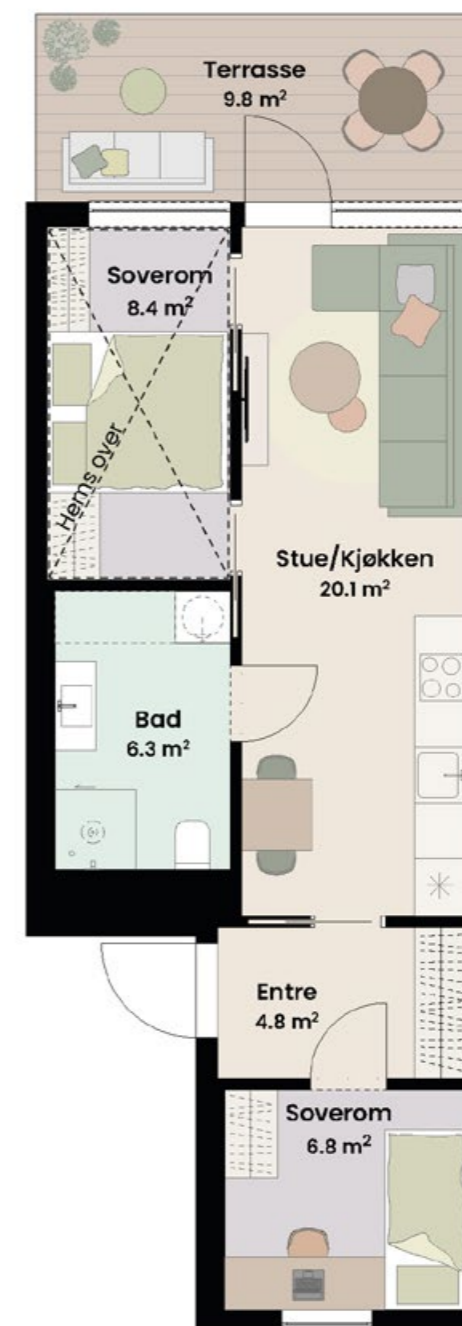 Terrasse
9.8 m²
Soverom
8.4 m²
Hems over
Stue/Kjøkken
20.1 m²
Bad
6.3 m²
Entre
4.8 m²
Soverom
6.8 m²